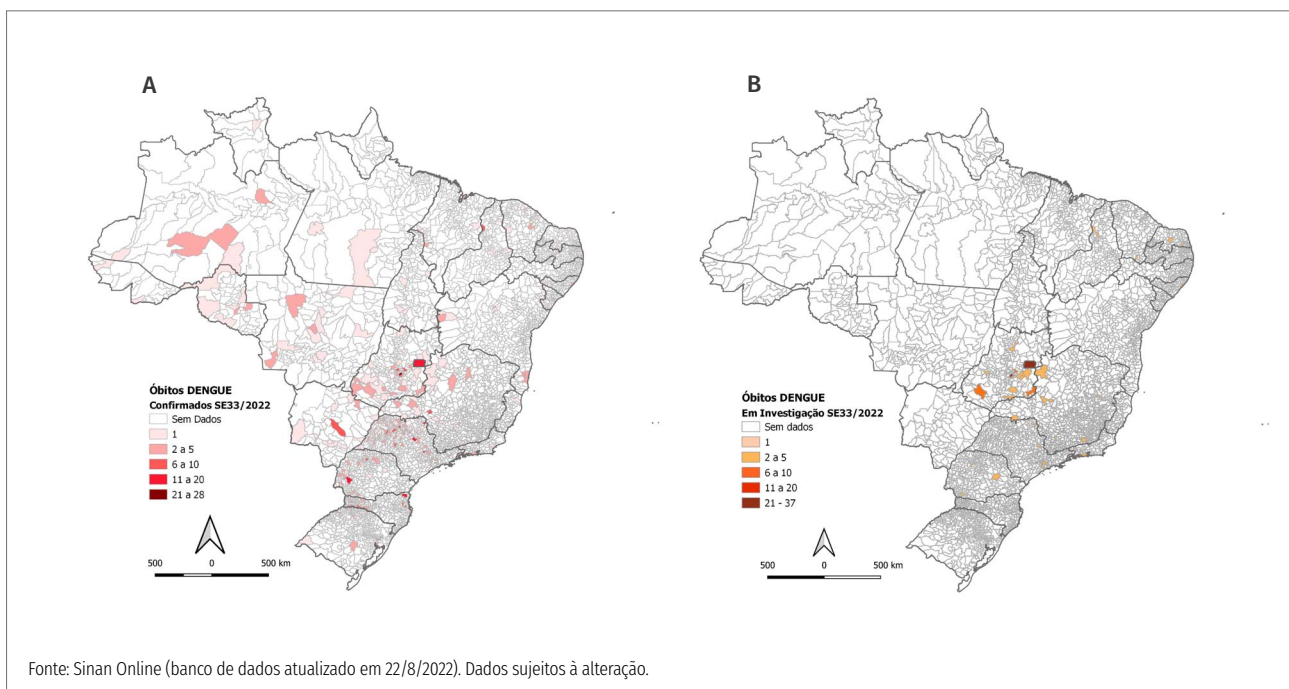 A
Óbitos DENGUE
Confirmados SE33/2022
Sem Dados
1
2 a 5
6 a 10
11 a 20
21 a 28
500 0 500 km
B
Óbitos DENGUE
Em Investigação SE33/2022
Sem dados
1
2 a 5
6 a 10
11 a 20
21 - 37
500 0 500 km
Fonte: Sinan Online (banco de dados atualizado em 22/8/2022). Dados sujeitos à alteração.